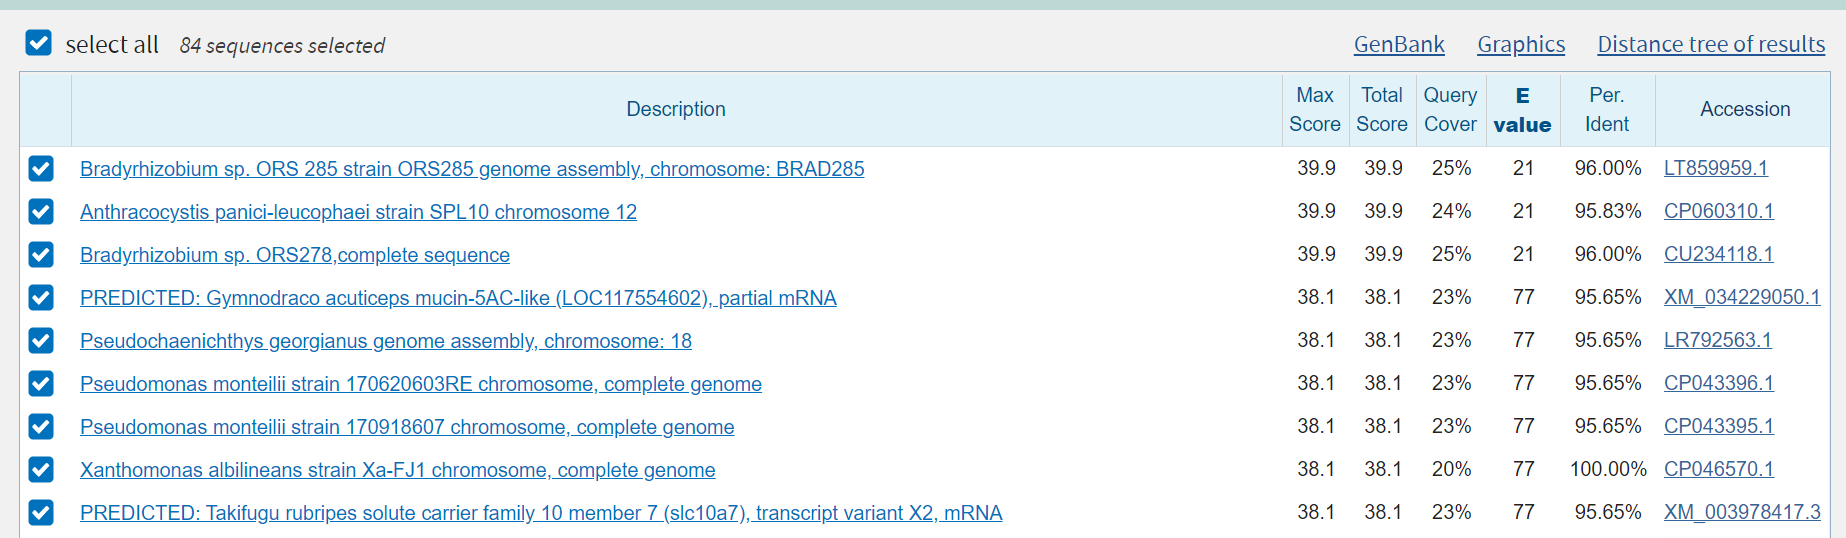 select all 84 sequences selected GenBank Graphics Distance tree of results
Description Max Score Total Score Query Cover E value Per. Ident Accession
Bradyrhizobium sp. ORS 285 strain ORS285 genome assembly, chromosome: BRAD285 39.9 39.9 25% 21 96.00% LT859959.1
Anthracocystis panici-leucophaei strain SPL10 chromosome 12 39.9 39.9 24% 21 95.83% CP060310.1
Bradyrhizobium sp. ORS278,complete sequence 39.9 39.9 25% 21 96.00% CU234118.1
PREDICTED: Gymnodraco acuticeps mucin-5AC-like (LOC117554602), partial mRNA 38.1 38.1 23% 77 95.65% XM_034229050.1
Pseudochaenichthys georgianus genome assembly, chromosome: 18 38.1 38.1 23% 77 95.65% LR792563.1
Pseudomonas monteilii strain 170620603RE chromosome, complete genome 38.1 38.1 23% 77 95.65% CP043396.1
Pseudomonas monteilii strain 170918607 chromosome, complete genome 38.1 38.1 23% 77 95.65% CP043395.1
Xanthomonas albilineans strain Xa-FJ1 chromosome, complete genome 38.1 38.1 20% 77 100.00% CP046570.1
PREDICTED: Takifugu rubripes solute carrier family 10 member 7 (slc10a7), transcript variant X2, mRNA 38.1 38.1 23% 77 95.65% XM_003978417.3